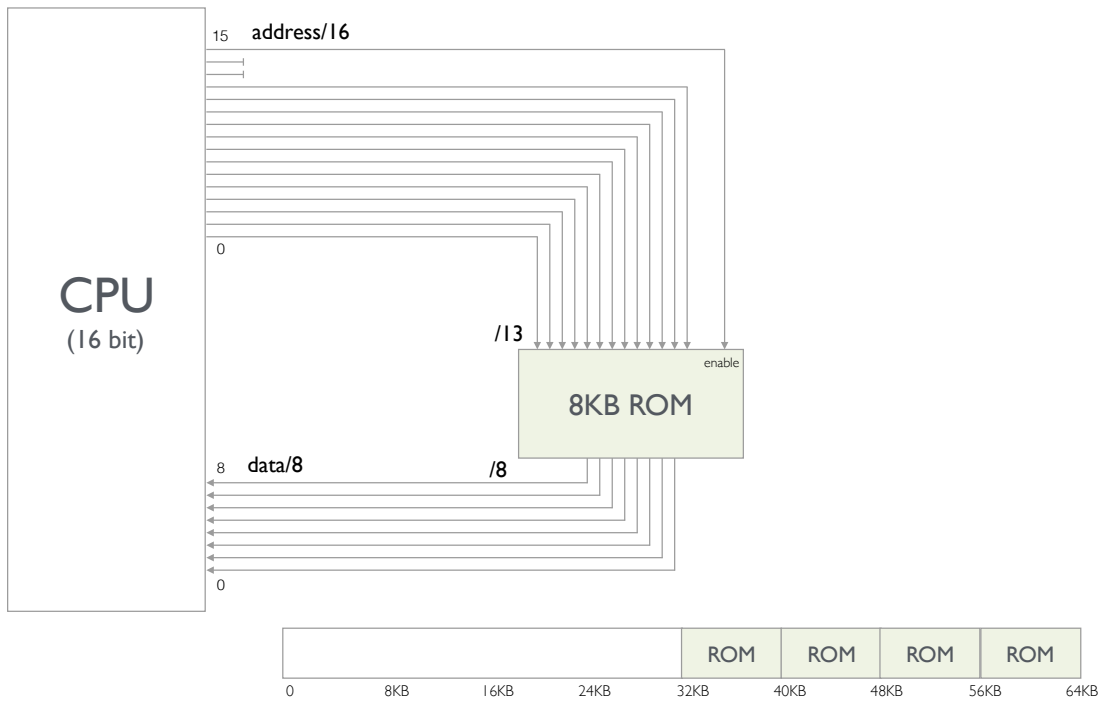 15 address/16
0
CPU
(16 bit)
/13
enable
8KB ROM
8 data/8 /8
0
ROM ROM ROM ROM
0 8KB 16KB 24KB 32KB 40KB 48KB 56KB 64KB